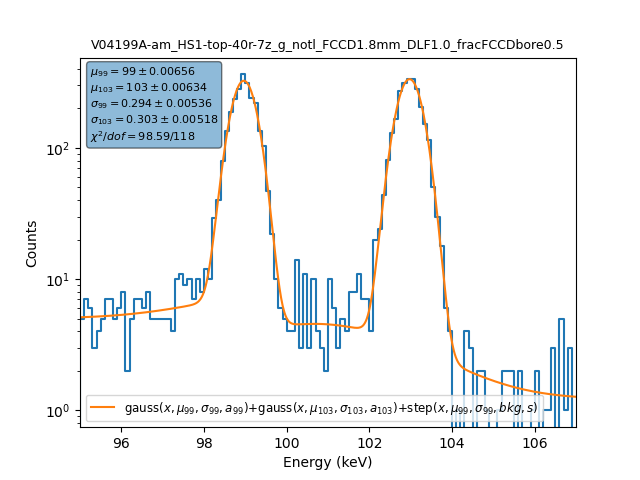 V04199A-am_HS1-top-40r-7z_g_notl_FCCD1.8mm_DLF1.0_fracFCCDbore0.5
μ₉₉ = 99 ± 0.00656
μ₁₀₃ = 103 ± 0.00634
σ₉₉ = 0.294 ± 0.00536
σ₁₀₃ = 0.303 ± 0.00518
χ²/dof = 98.59/118
Counts
10²
10¹
10⁰
gauss(x, μ₉₉, σ₉₉, a₉₉)+gauss(x, μ₁₀₃, σ₁₀₃, a₁₀₃)+step(x, μ₉₉, σ₉₉, bkg, s)
96 98 100 102 104 106
Energy (keV)